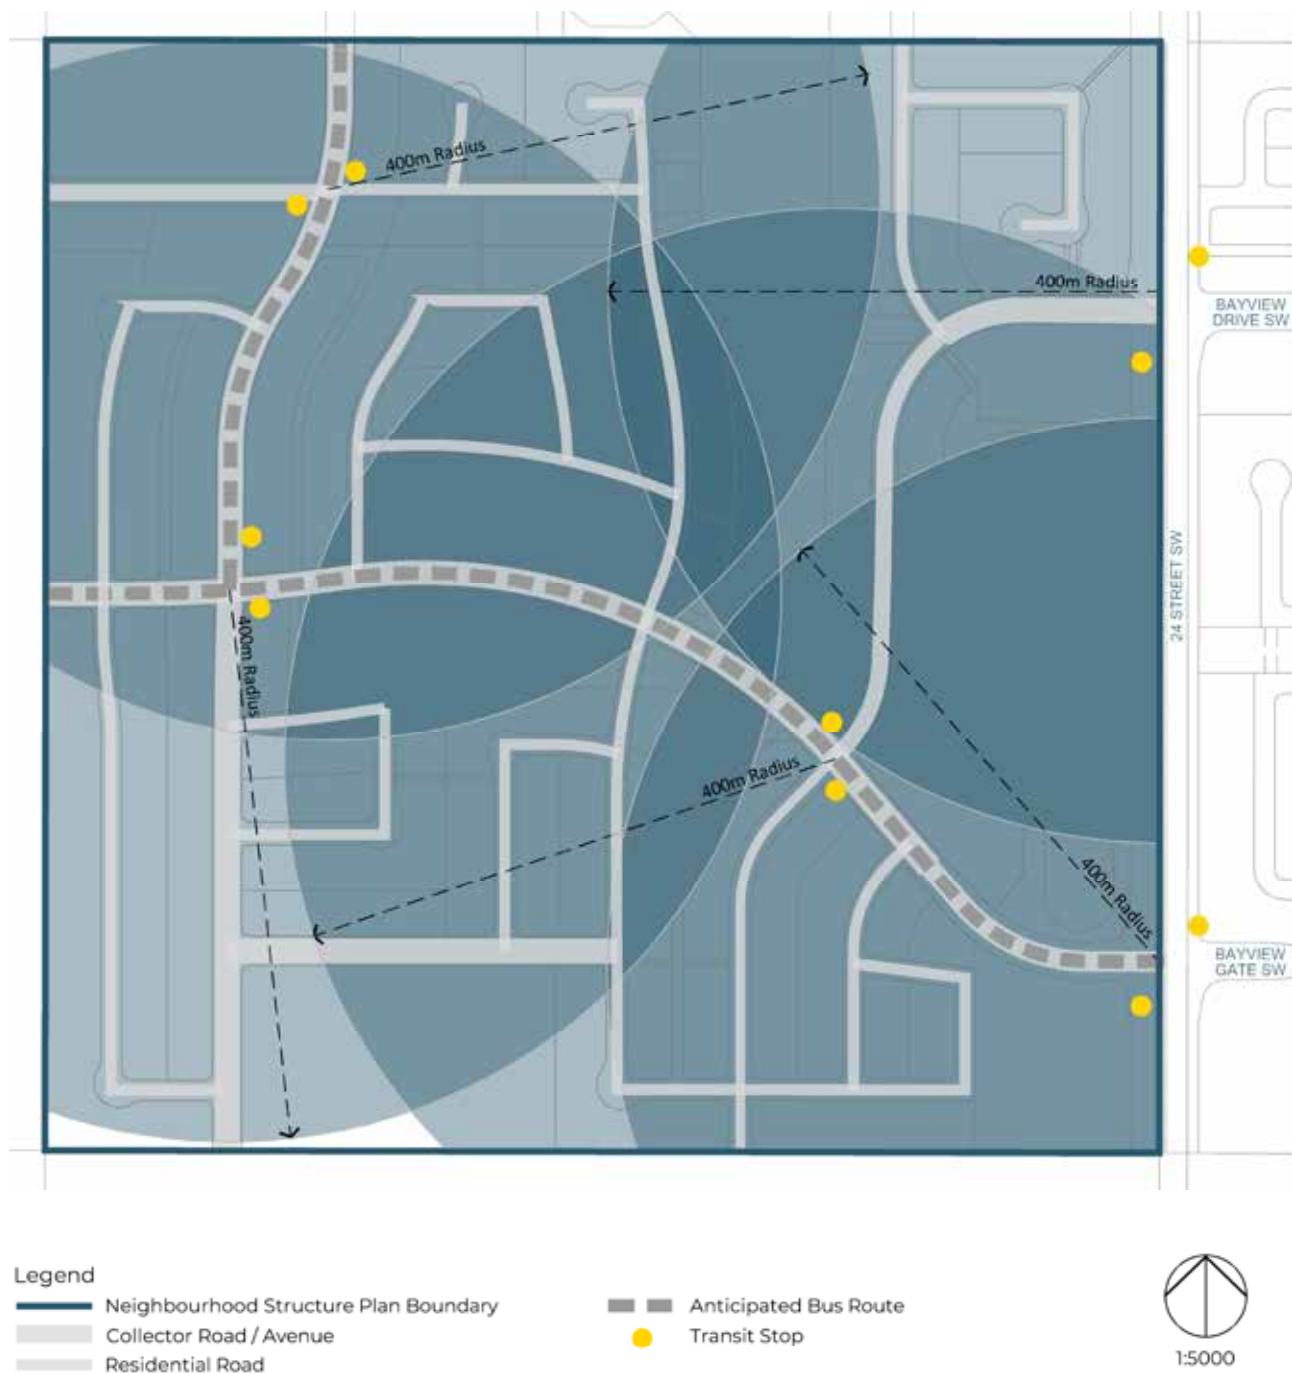 400m Radius
400m Radius
BAYVIEW
DRIVE SW
24 STREET SW
400m Radius
400m Radius
400m Radius
BAYVIEW
GATE SW
Legend
Neighbourhood Structure Plan Boundary
Collector Road / Avenue
Residential Road
Anticipated Bus Route
Transit Stop
1:5000